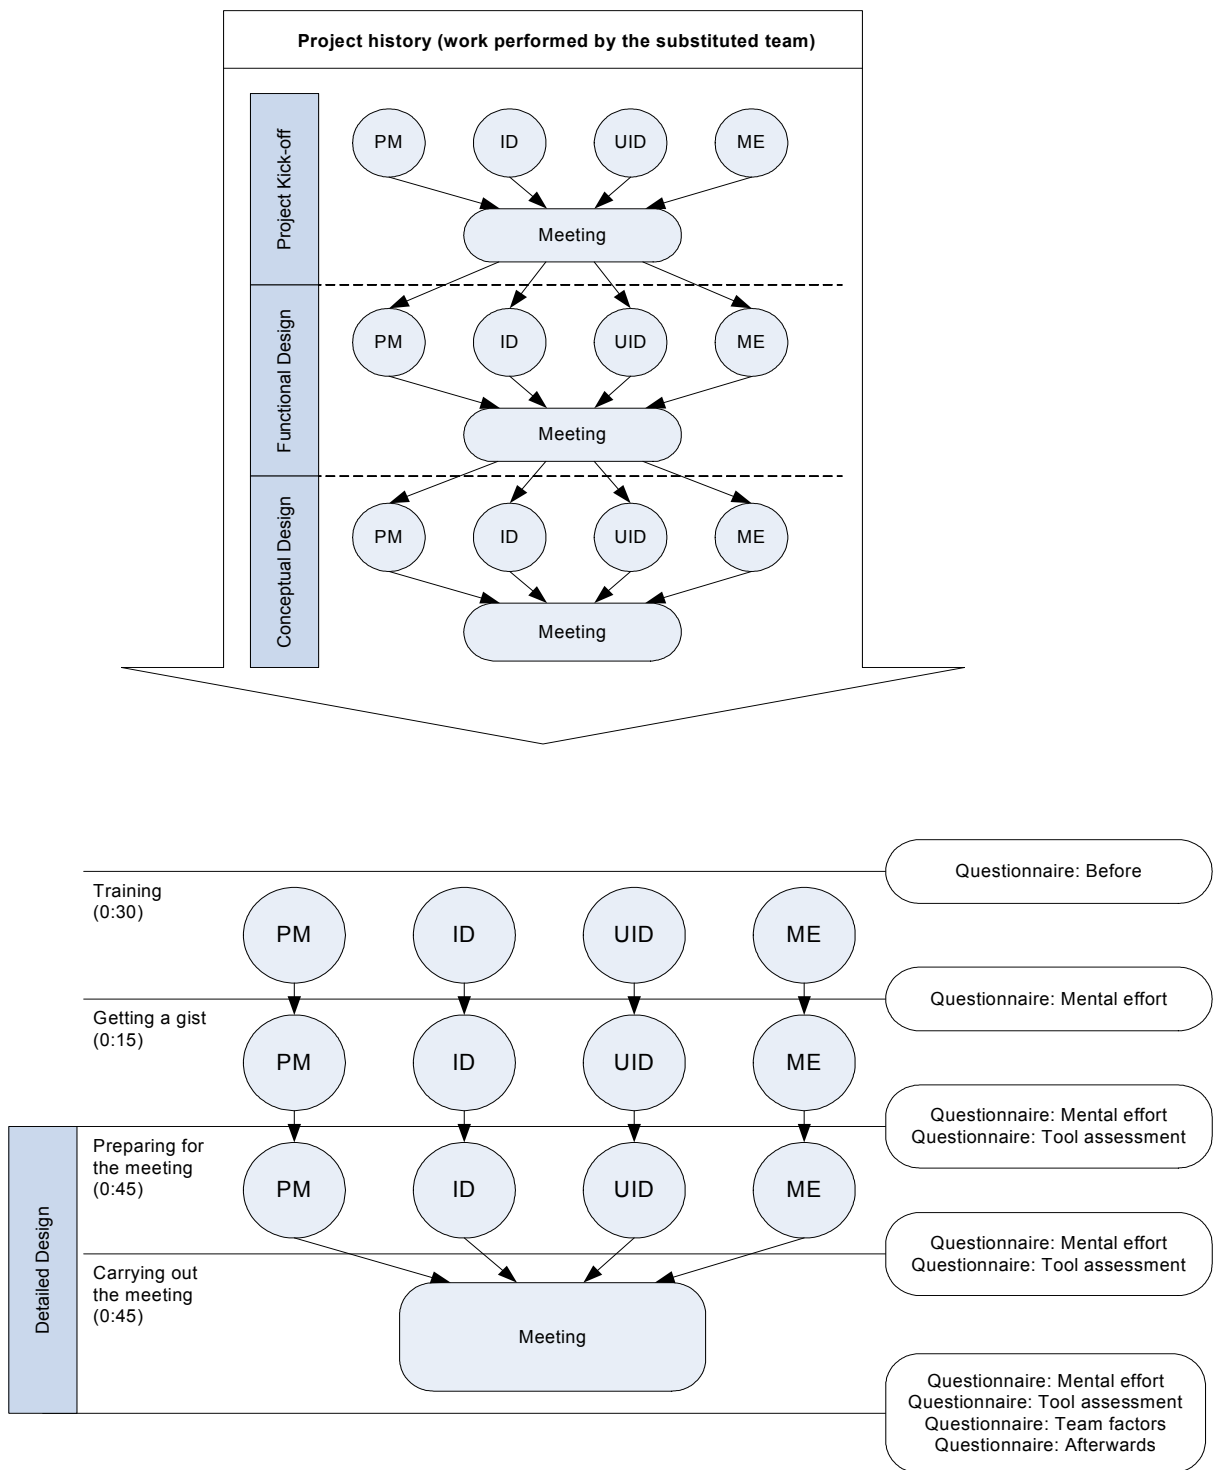 Project history (work performed by the substituted team)
Project Kick-off
PM
ID
UID
ME
Meeting
Functional Design
PM
ID
UID
ME
Meeting
Conceptual Design
PM
ID
UID
ME
Meeting
Questionnaire: Before
Training
(0:30)
PM
ID
UID
ME
Questionnaire: Mental effort
Getting a gist
(0:15)
PM
ID
UID
ME
Questionnaire: Mental effort
Questionnaire: Tool assessment
Detailed Design
Preparing for
the meeting
(0:45)
PM
ID
UID
ME
Questionnaire: Mental effort
Questionnaire: Tool assessment
Carrying out
the meeting
(0:45)
Meeting
Questionnaire: Mental effort
Questionnaire: Tool assessment
Questionnaire: Team factors
Questionnaire: Afterwards